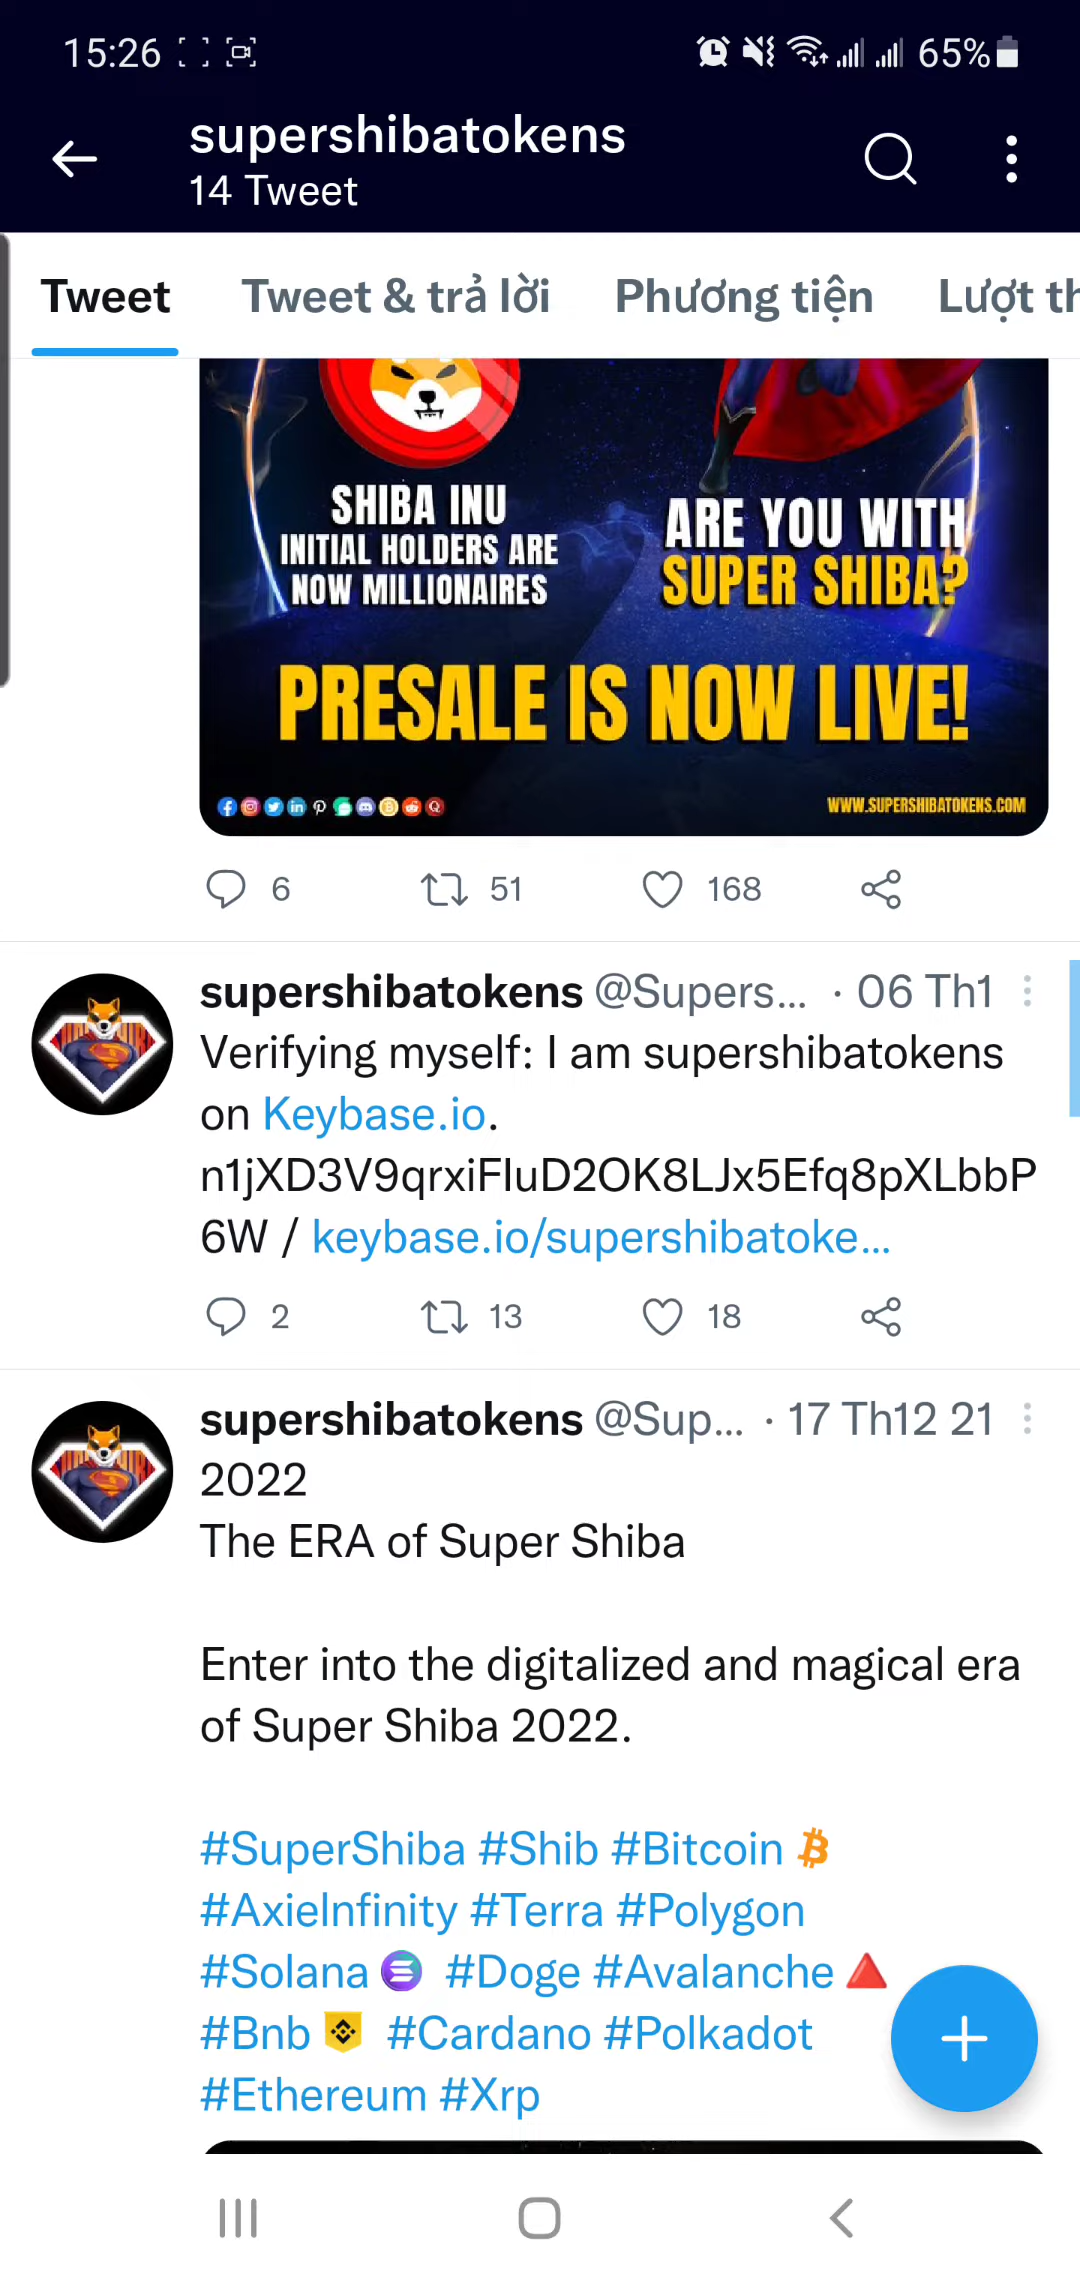 15:26
65%
supershibatokens
14 Tweet
Tweet
Tweet & trả lời
Phương tiện
Lượt th
SHIBA INU
INITIAL HOLDERS ARE
NOW MILLIONAIRES
ARE YOU WITH
SUPER SHIBA?
PRESALE IS NOW LIVE!
WWW.SUPERSHIBATOKENS.COM
6
51
168
supershibatokens @Supers... · 06 Th1
Verifying myself: I am supershibatokens
on Keybase.io.
n1jXD3V9qrxiFIuD2OK8LJx5Efq8pXLbbP
6W / keybase.io/supershibatoke...
2
13
18
supershibatokens @Sup... · 17 Th12 21
2022
The ERA of Super Shiba
Enter into the digitalized and magical era
of Super Shiba 2022.
#SuperShiba #Shib #Bitcoin
#AxieInfinity #Terra #Polygon
#Solana #Doge #Avalanche
#Bnb #Cardano #Polkadot
#Ethereum #Xrp